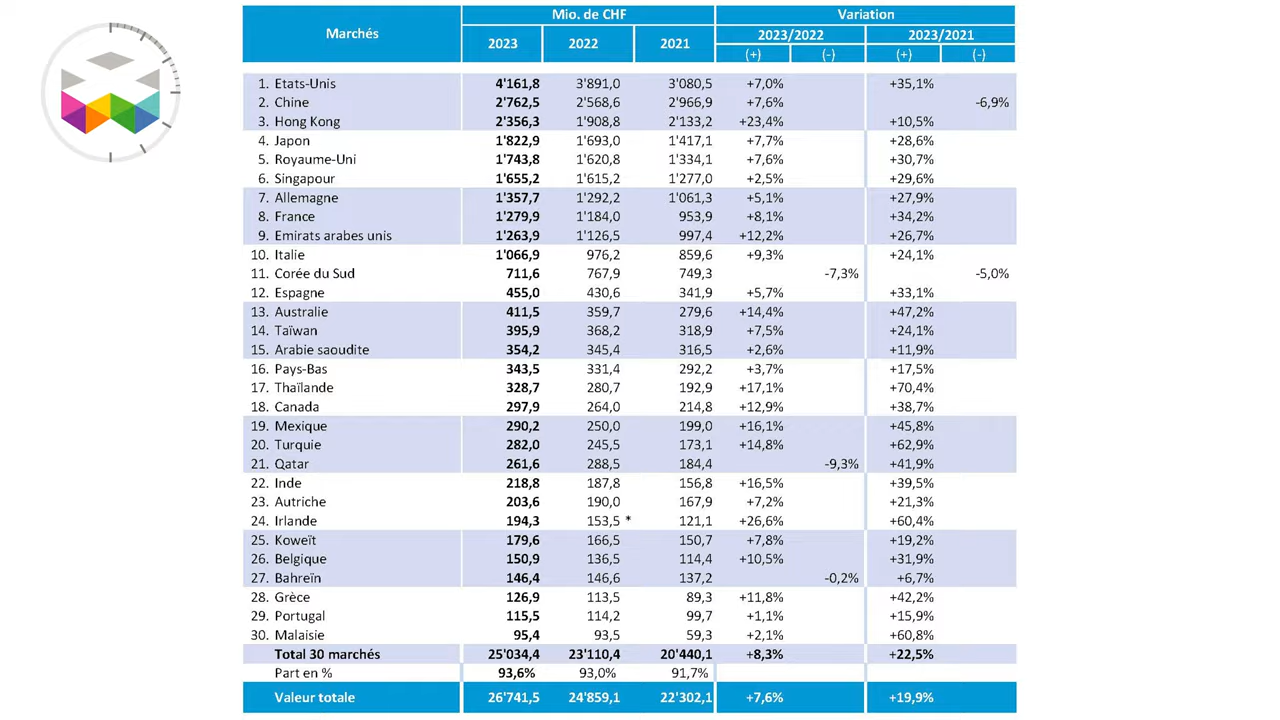 Marchés Mio. de CHF Variation
2023 2022 2021 2023/2022 2023/2021
(+) (-) (+) (-)
1. Etats-Unis 4'161,8 3'891,0 3'080,5 +7,0% +35,1%
2. Chine 2'762,5 2'568,6 2'966,9 +7,6% -6,9%
3. Hong Kong 2'356,3 1'908,8 2'133,2 +23,4% +10,5%
4. Japon 1'822,9 1'693,0 1'417,1 +7,7% +28,6%
5. Royaume-Uni 1'743,8 1'620,8 1'334,1 +7,6% +30,7%
6. Singapour 1'655,2 1'615,2 1'277,0 +2,5% +29,6%
7. Allemagne 1'357,7 1'292,2 1'061,3 +5,1% +27,9%
8. France 1'279,9 1'184,0 953,9 +8,1% +34,2%
9. Emirats arabes unis 1'263,9 1'126,5 997,4 +12,2% +26,7%
10. Italie 1'066,9 976,2 859,6 +9,3% +24,1%
11. Corée du Sud 711,6 767,9 749,3 -7,3% -5,0%
12. Espagne 455,0 430,6 341,9 +5,7% +33,1%
13. Australie 411,5 359,7 279,6 +14,4% +47,2%
14. Taïwan 395,9 368,2 318,9 +7,5% +24,1%
15. Arabie saoudite 354,2 345,4 316,5 +2,6% +11,9%
16. Pays-Bas 343,5 331,4 292,2 +3,7% +17,5%
17. Thaïlande 328,7 280,7 192,9 +17,1% +70,4%
18. Canada 297,9 264,0 214,8 +12,9% +38,7%
19. Mexique 290,2 250,0 199,0 +16,1% +45,8%
20. Turquie 282,0 245,5 173,1 +14,8% +62,9%
21. Qatar 261,6 288,5 184,4 -9,3% +41,9%
22. Inde 218,8 187,8 156,8 +16,5% +39,5%
23. Autriche 203,6 190,0 167,9 +7,2% +21,3%
24. Irlande 194,3 153,5 * 121,1 +26,6% +60,4%
25. Koweït 179,6 166,5 150,7 +7,8% +19,2%
26. Belgique 150,9 136,5 114,4 +10,5% +31,9%
27. Bahreïn 146,4 146,6 137,2 -0,2% +6,7%
28. Grèce 126,9 113,5 89,3 +11,8% +42,2%
29. Portugal 115,5 114,2 99,7 +1,1% +15,9%
30. Malaisie 95,4 93,5 59,3 +2,1% +60,8%
Total 30 marchés 25'034,4 23'110,4 20'440,1 +8,3% +22,5%
Part en % 93,6% 93,0% 91,7%
Valeur totale 26'741,5 24'859,1 22'302,1 +7,6% +19,9%